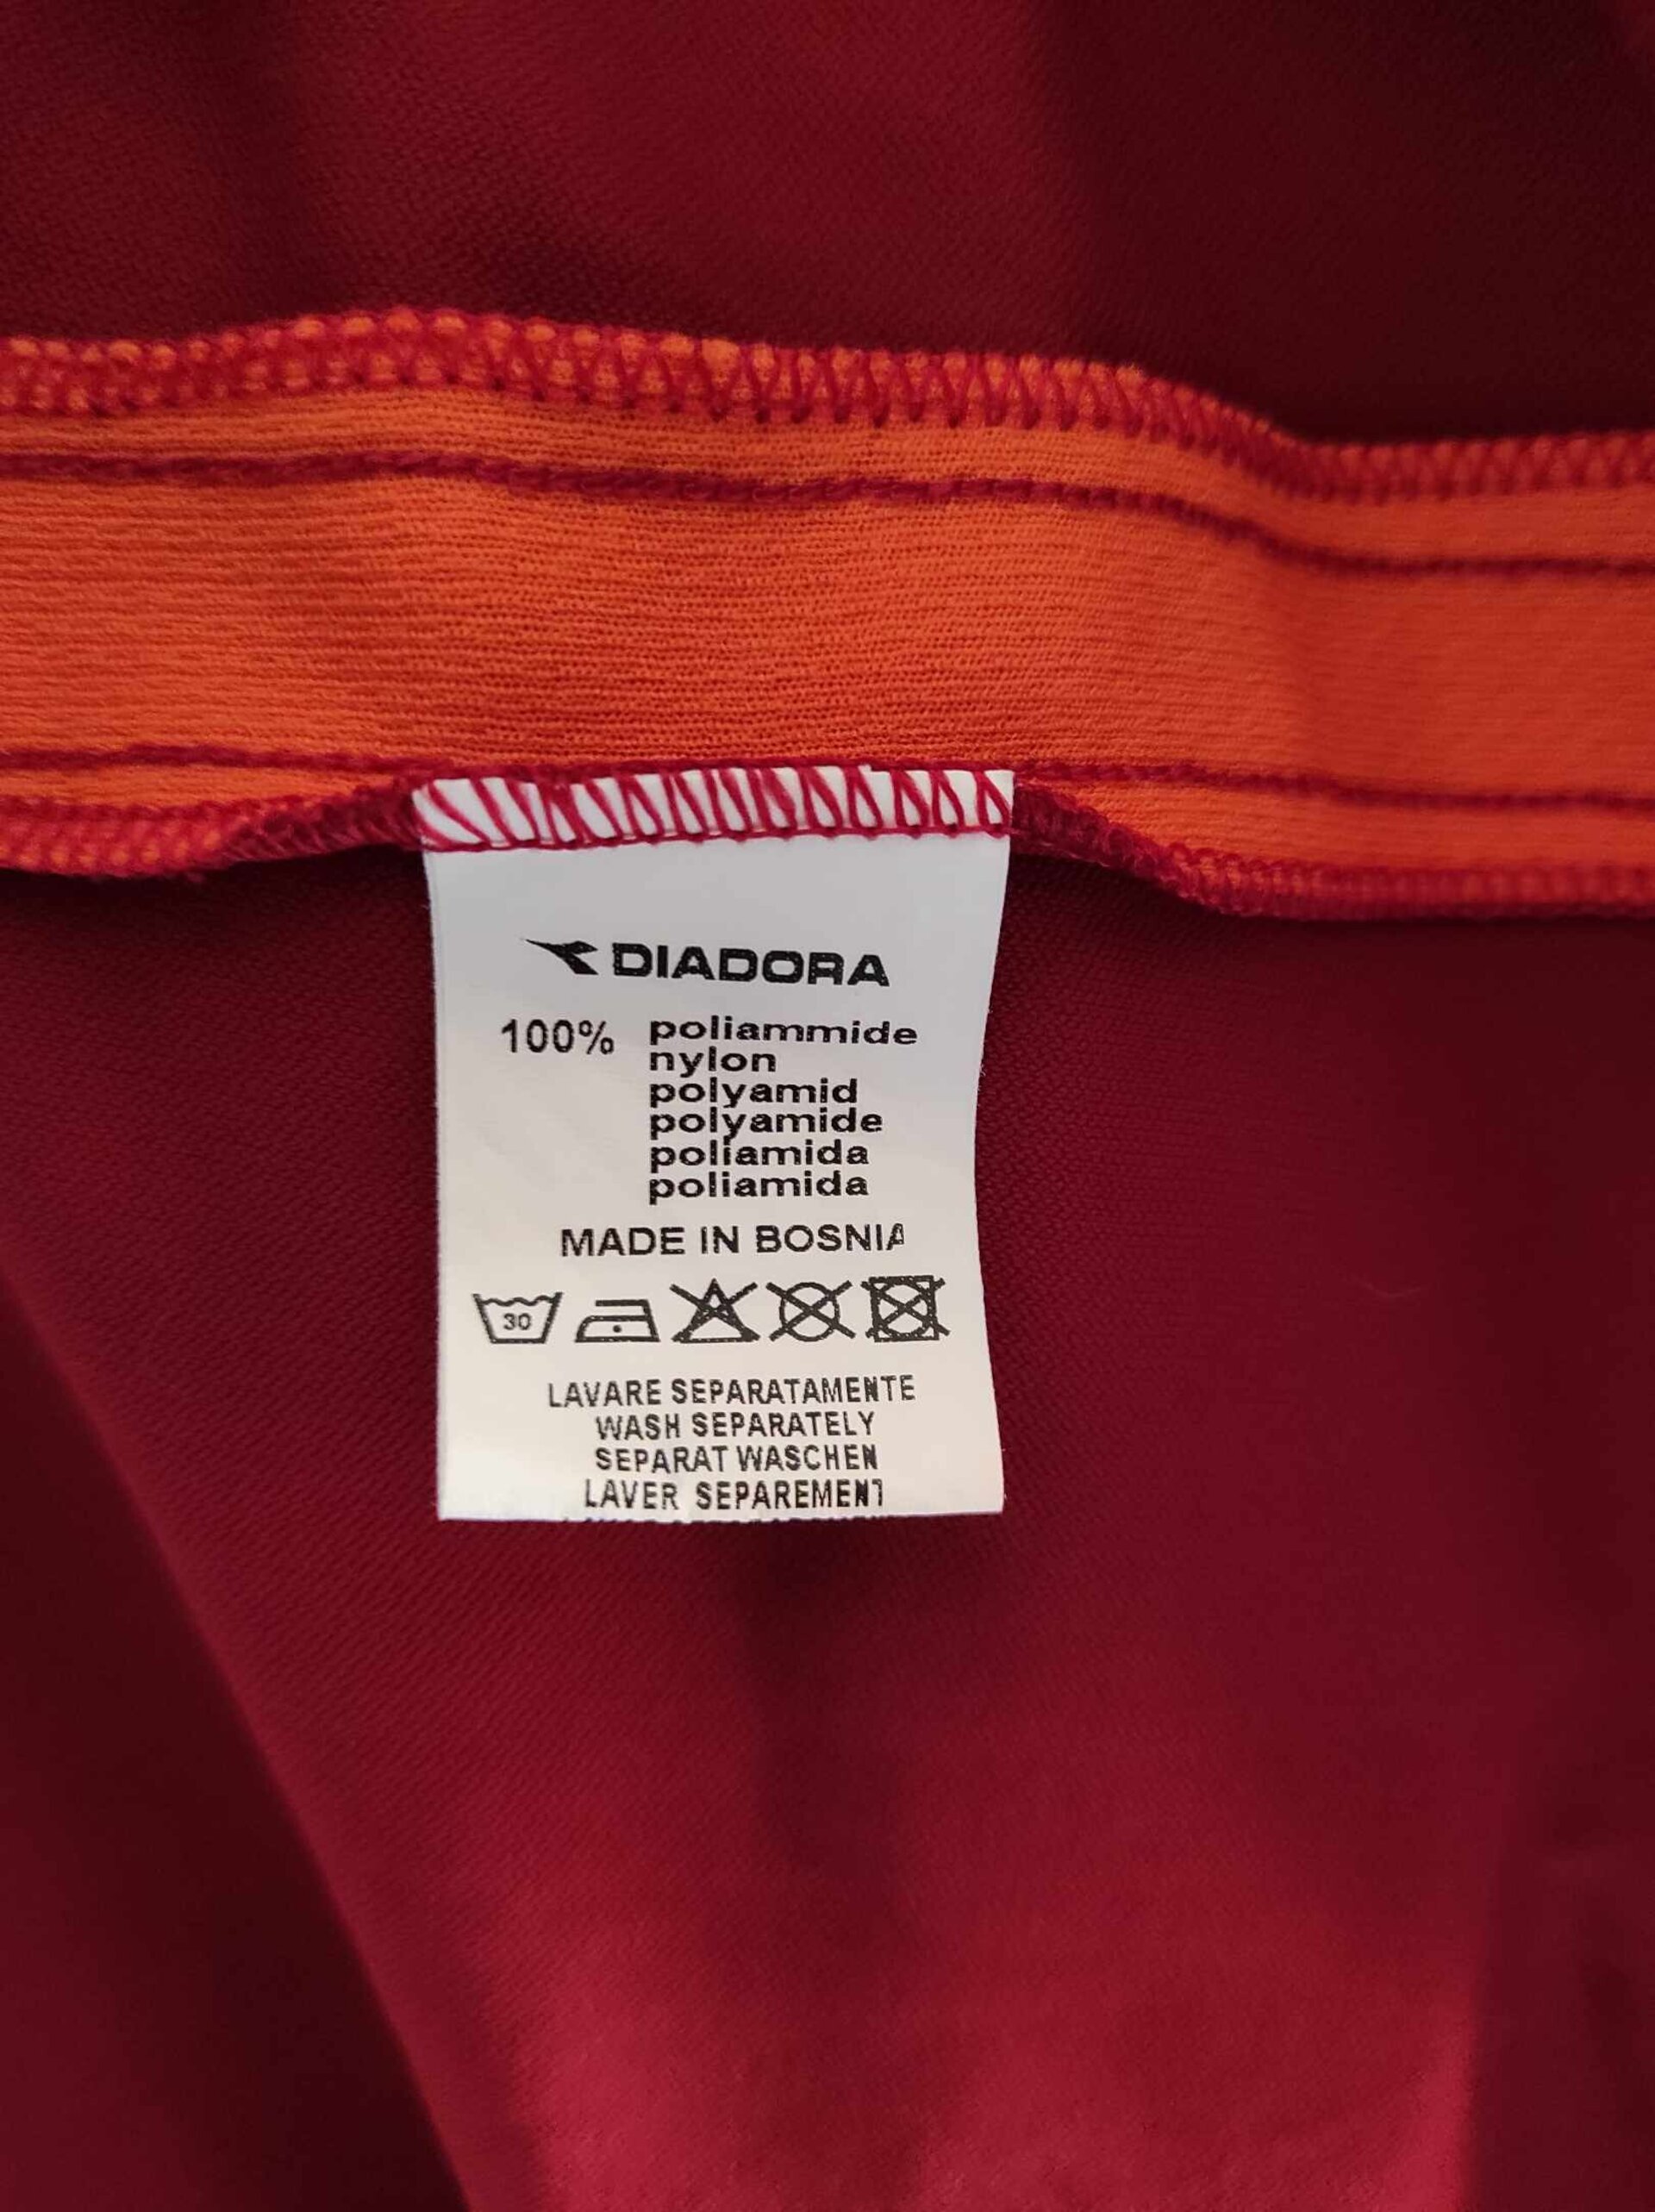 DIADORA
100% poliammide
nylon
polyamid
polyamide
poliamida
poliamida
MADE IN BOSNIA
30
LAVARE SEPARATAMENTE
WASH SEPARATELY
SEPARAT WASCHEN
LAVER SEPAREMENT